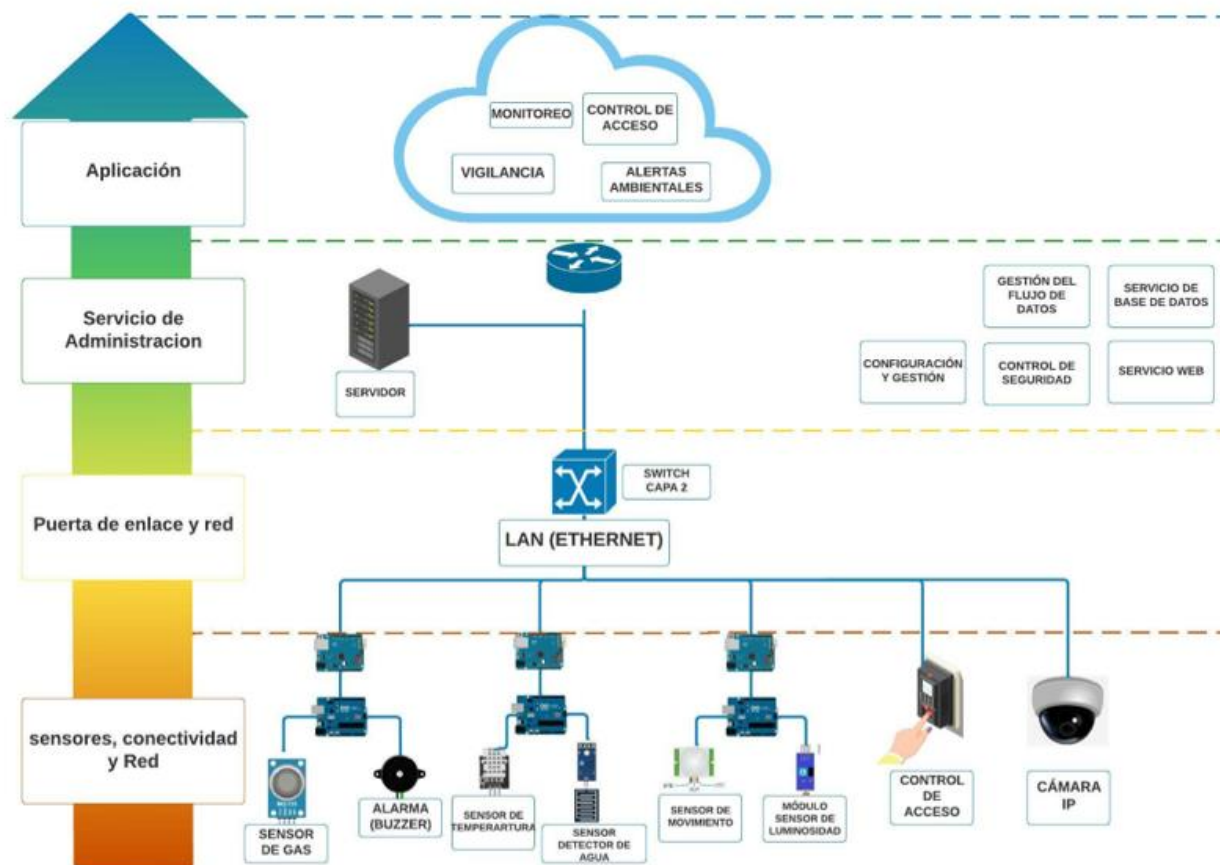 MONITOREO
CONTROL DE
ACCESO
VIGILANCIA
ALERTAS
AMBIENTALES
Aplicación
Servicio de
Administracion
SERVIDOR
GESTIÓN DEL
FLUJO DE
DATOS
SERVICIO DE
BASE DE DATOS
CONFIGURACIÓN
Y GESTIÓN
CONTROL DE
SEGURIDAD
SERVICIO WEB
Puerta de enlace y red
SWITCH
CAPA 2
LAN (ETHERNET)
sensores, conectividad
y Red
SENSOR
DE GAS
ALARMA
(BUZZER)
SENSOR DE
TEMPERARTURA
SENSOR
DETECTOR DE
AGUA
SENSOR DE
MOVIMIENTO
MÓDULO
SENSOR DE
LUMINOSIDAD
CONTROL
DE
ACCESO
CÁMARA
IP